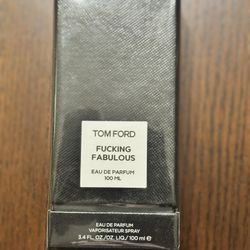 TOM FORD
FUCKING
FABULOUS
EAU DE PARFUM
100 ML
EAU DE PARFUM
VAPORISATEUR SPRAY
3.4 FL. OZ./OZ. LIQ./100 ml ℮